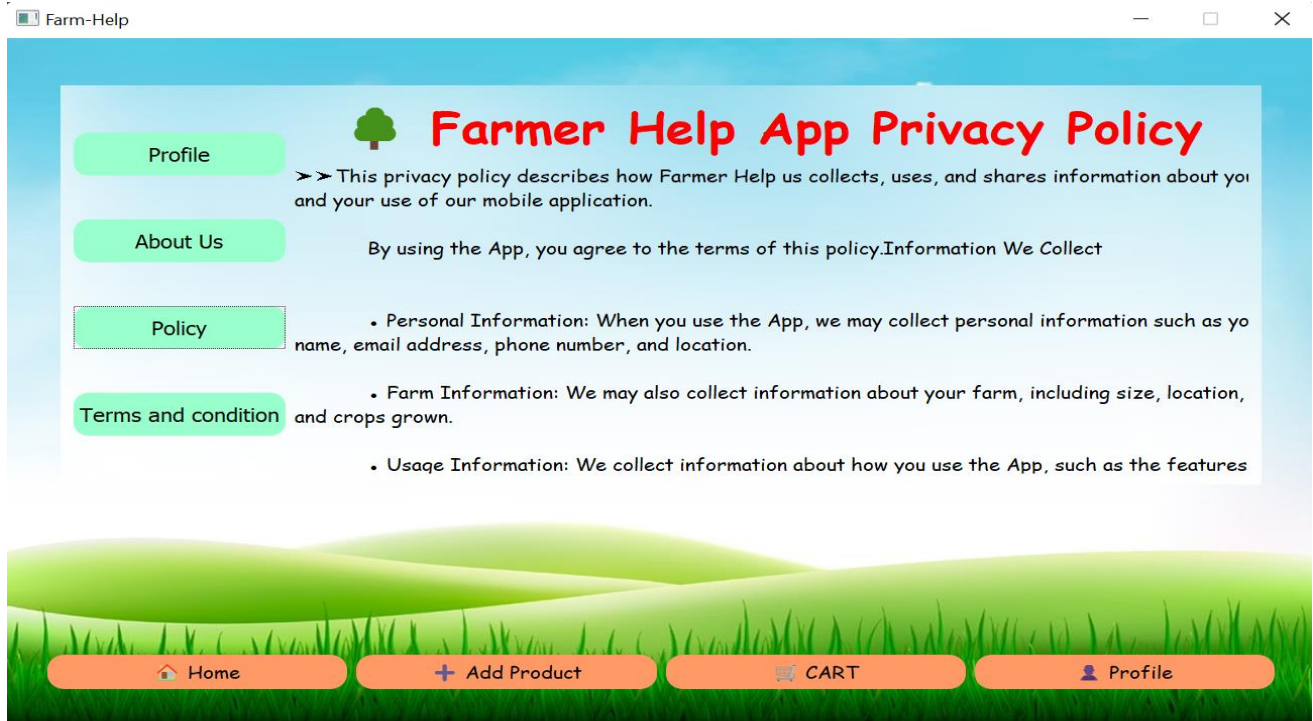 Farm-Help
Profile
About Us
Policy
Terms and condition
Farmer Help App Privacy Policy
➢➢This privacy policy describes how Farmer Help us collects, uses, and shares information about you
and your use of our mobile application.
By using the App, you agree to the terms of this policy.Information We Collect
• Personal Information: When you use the App, we may collect personal information such as yo
name, email address, phone number, and location.
• Farm Information: We may also collect information about your farm, including size, location,
and crops grown.
• Usage Information: We collect information about how you use the App, such as the features
Home
Add Product
CART
Profile